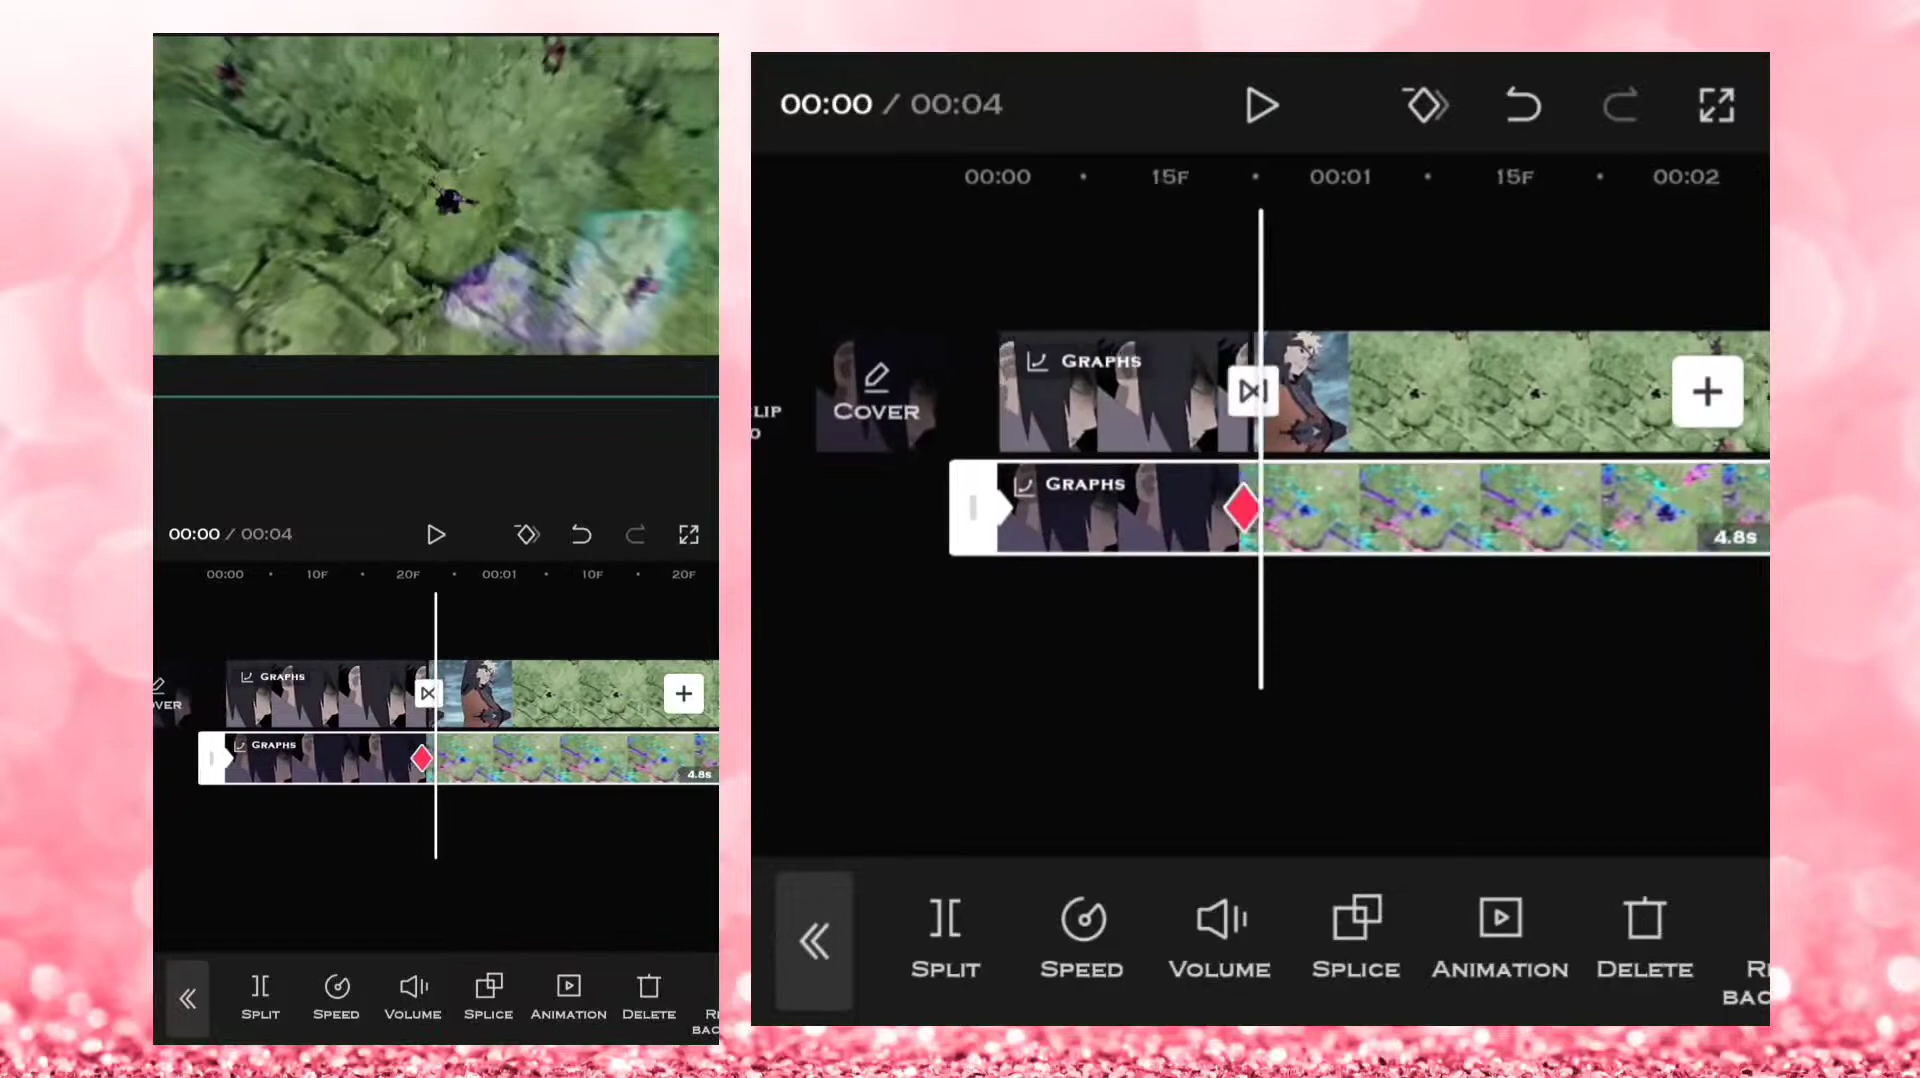 00:00 / 00:04
00:00 10F 20F 00:01 10F 20F
GRAPHS
VER
GRAPHS
4.8s
SPLIT SPEED VOLUME SPLICE ANIMATION DELETE R
BAC
00:00 / 00:04
00:00 15F 00:01 15F 00:02
GRAPHS
LIP
COVER
GRAPHS
4.8s
SPLIT SPEED VOLUME SPLICE ANIMATION DELETE R
BAC